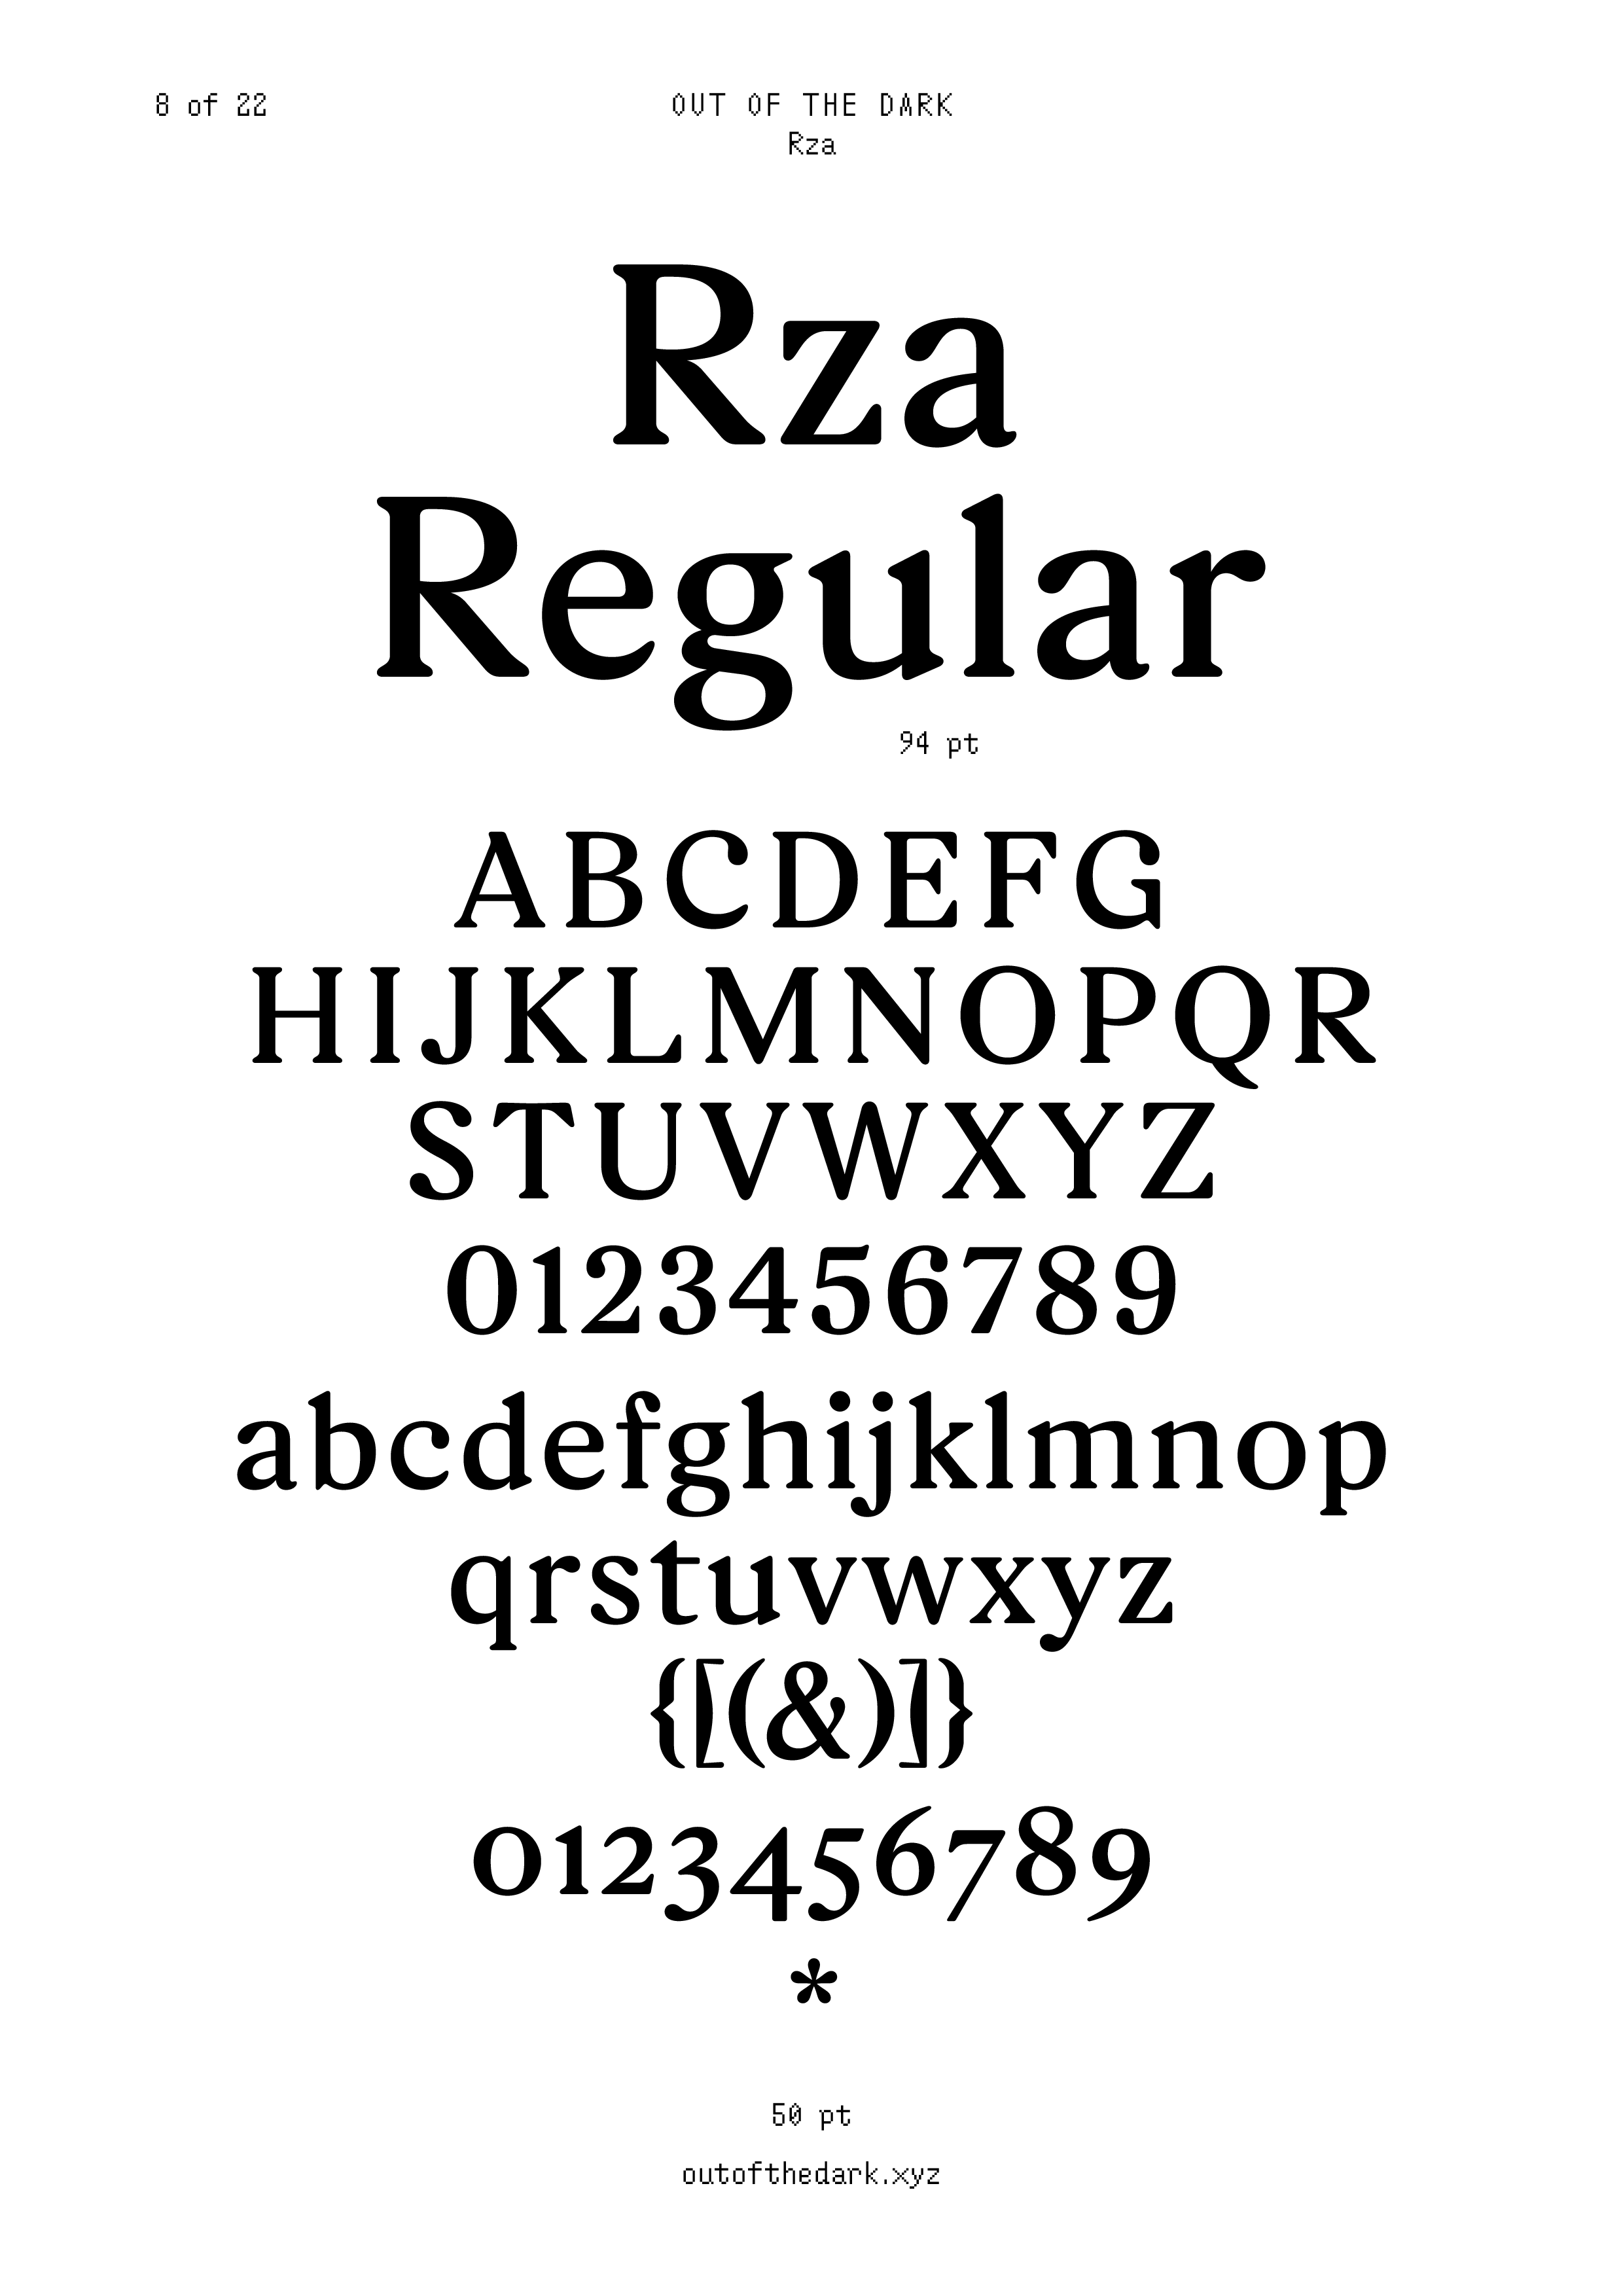 8 of 22
OUT OF THE DARK
Rza
Rza
Regular
94 pt
ABCDEFG
HIJKLMNOPQR
STUVWXYZ
0123456789
abcdefghijklmnop
qrstuvwxyz
{[(&)]}
0123456789
*
50 pt
outofthedark.xyz